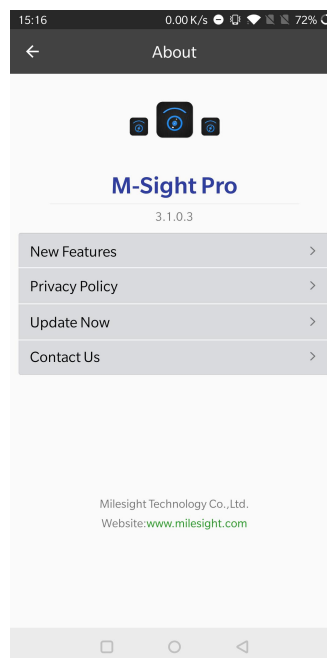 15:16 0.00 K/s 72%
About
M-Sight Pro
3.1.0.3
New Features
Privacy Policy
Update Now
Contact Us
Milesight Technology Co.,Ltd.
Website:www.milesight.com